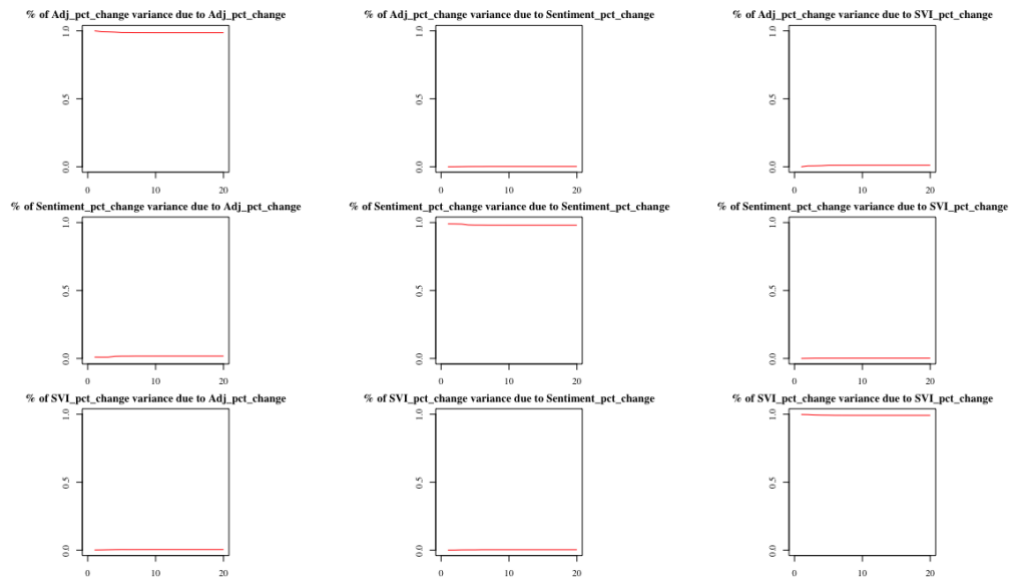 % of Adj_pct_change variance due to Adj_pct_change
% of Adj_pct_change variance due to Sentiment_pct_change
% of Adj_pct_change variance due to SVI_pct_change
1.0
0.5
0.0
0 10 20
1.0
0.5
0.0
0 10 20
1.0
0.5
0.0
0 10 20
% of Sentiment_pct_change variance due to Adj_pct_change
% of Sentiment_pct_change variance due to Sentiment_pct_change
% of Sentiment_pct_change variance due to SVI_pct_change
1.0
0.5
0.0
0 10 20
1.0
0.5
0.0
0 10 20
1.0
0.5
0.0
0 10 20
% of SVI_pct_change variance due to Adj_pct_change
% of SVI_pct_change variance due to Sentiment_pct_change
% of SVI_pct_change variance due to SVI_pct_change
1.0
0.5
0.0
0 10 20
1.0
0.5
0.0
0 10 20
1.0
0.5
0.0
0 10 20